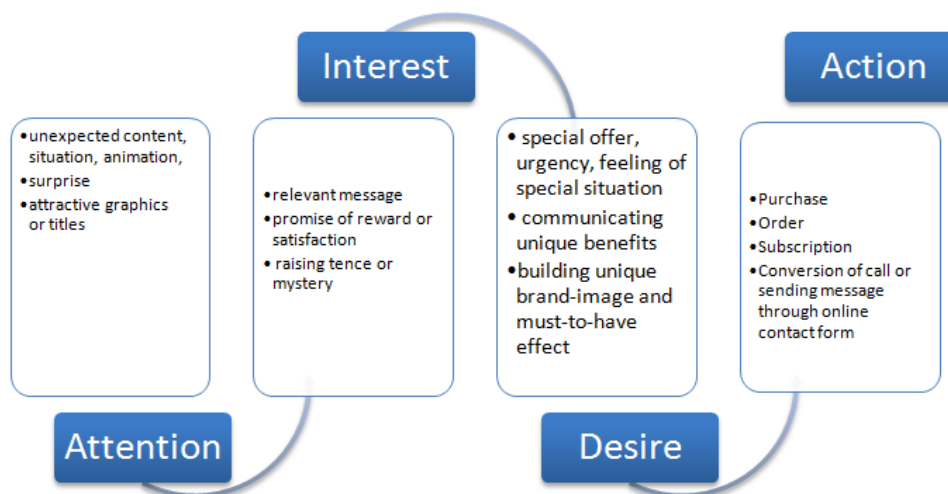 Interest
Action
•unexpected content,
situation, animation,
•surprise
•attractive graphics
or titles
•relevant message
•promise of reward or
satisfaction
• raising tence or
mystery
• special offer,
urgency, feeling of
special situation
• communicating
unique benefits
•building unique
brand-image and
must-to-have
effect
•Purchase
•Order
•Subscription
•Conversion of call or
sending message
through online
contact form
Attention
Desire